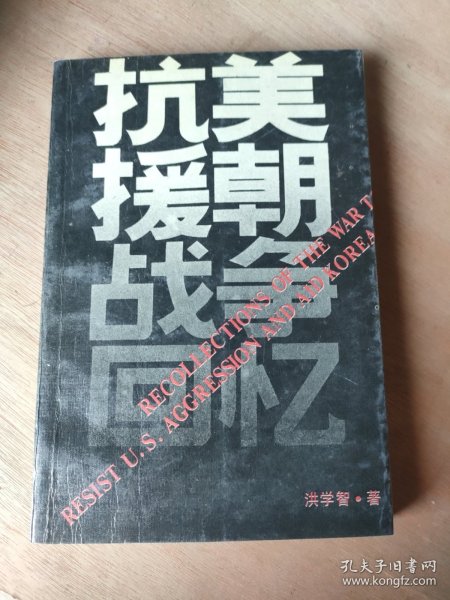 抗美
援朝
战争
回忆
RECOLLECTIONS OF THE WAR T
RESIST U.S. AGGRESSION AND AID KOREA
洪学智·著
孔夫子旧书网
www.kongfz.com